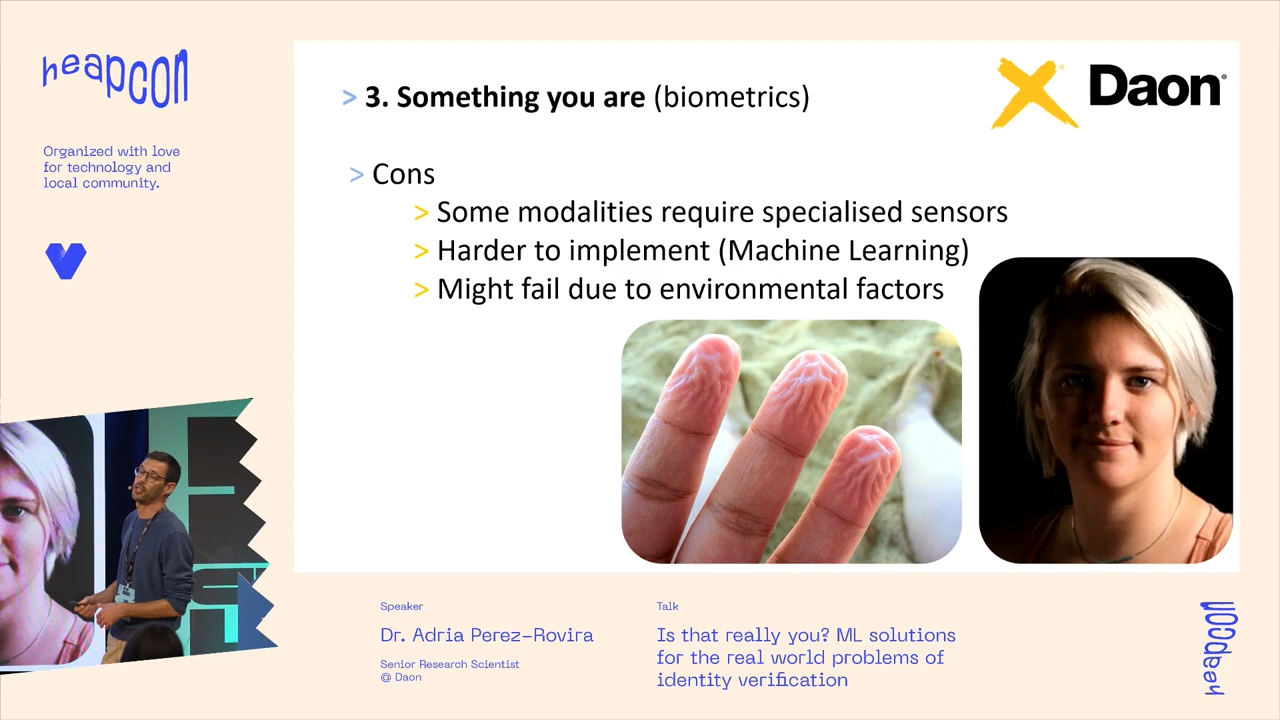 heapcon
Organized with love
for technology and
local community.
> 3. Something you are (biometrics)
Daon
> Cons
> Some modalities require specialised sensors
> Harder to implement (Machine Learning)
> Might fail due to environmental factors
Speaker
Dr. Adria Perez-Rovira
Senior Research Scientist
@ Daon
Talk
Is that really you? ML solutions
for the real world problems of
identity verification
heapcon